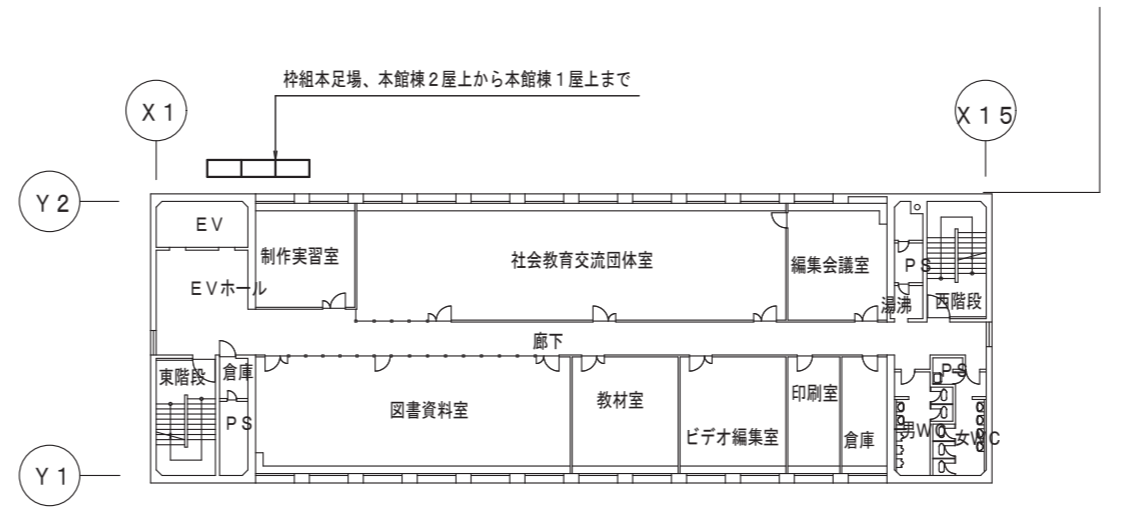 枠組本足場、本館棟２屋上から本館棟１屋上まで
Ｘ１
Ｘ１５
Ｙ２
ＥＶ
制作実習室
社会教育交流団体室
編集会議室
ＰＳ
ＥＶホール
湯沸
西階段
廊下
東階段
倉庫
ＰＳ
図書資料室
教材室
ビデオ編集室
印刷室
倉庫
ＰＳ
男ＷＣ
女ＷＣ
Ｙ１